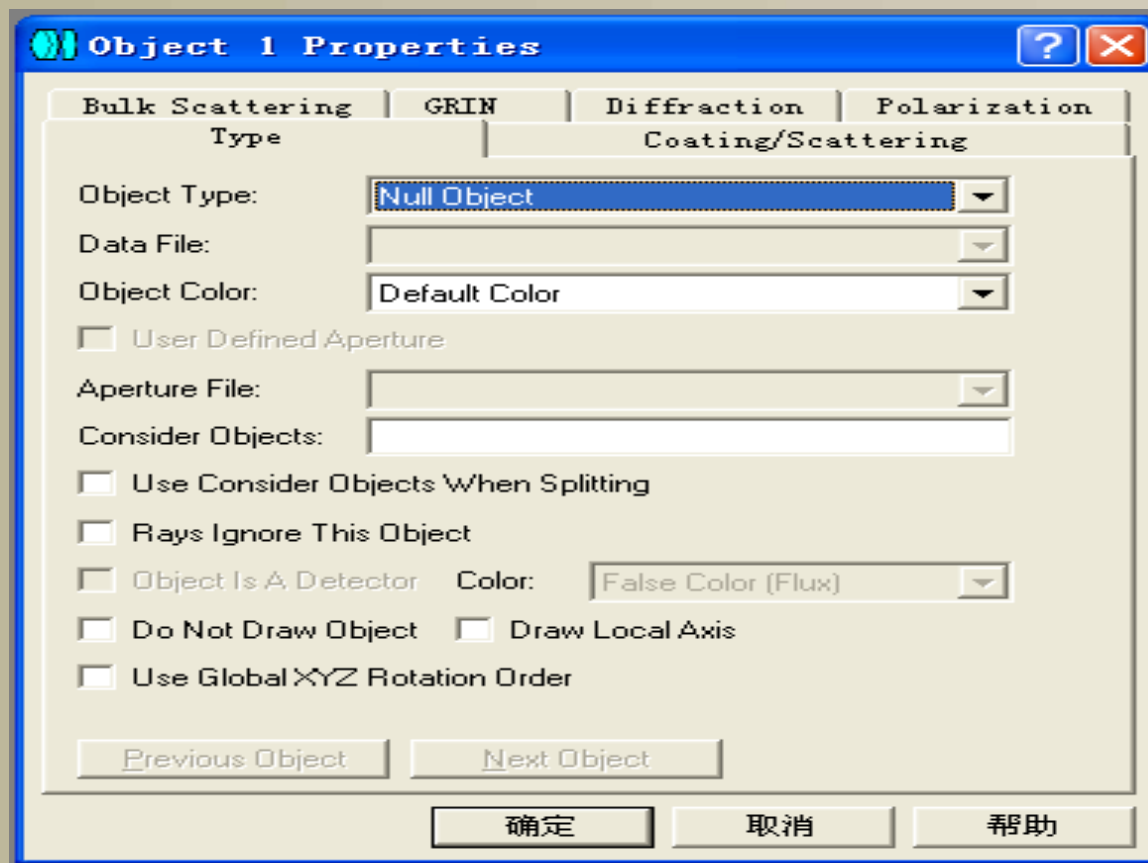 Object 1 Properties
Bulk Scattering GRIN Diffraction Polarization
Type Coating/Scattering
Object Type: Null Object
Data File:
Object Color: Default Color
User Defined Aperture
Aperture File:
Consider Objects:
Use Consider Objects When Splitting
Rays Ignore This Object
Object Is A Detector Color: False Color (Flux)
Do Not Draw Object Draw Local Axis
Use Global XYZ Rotation Order
Previous Object Next Object
确定 取消 帮助